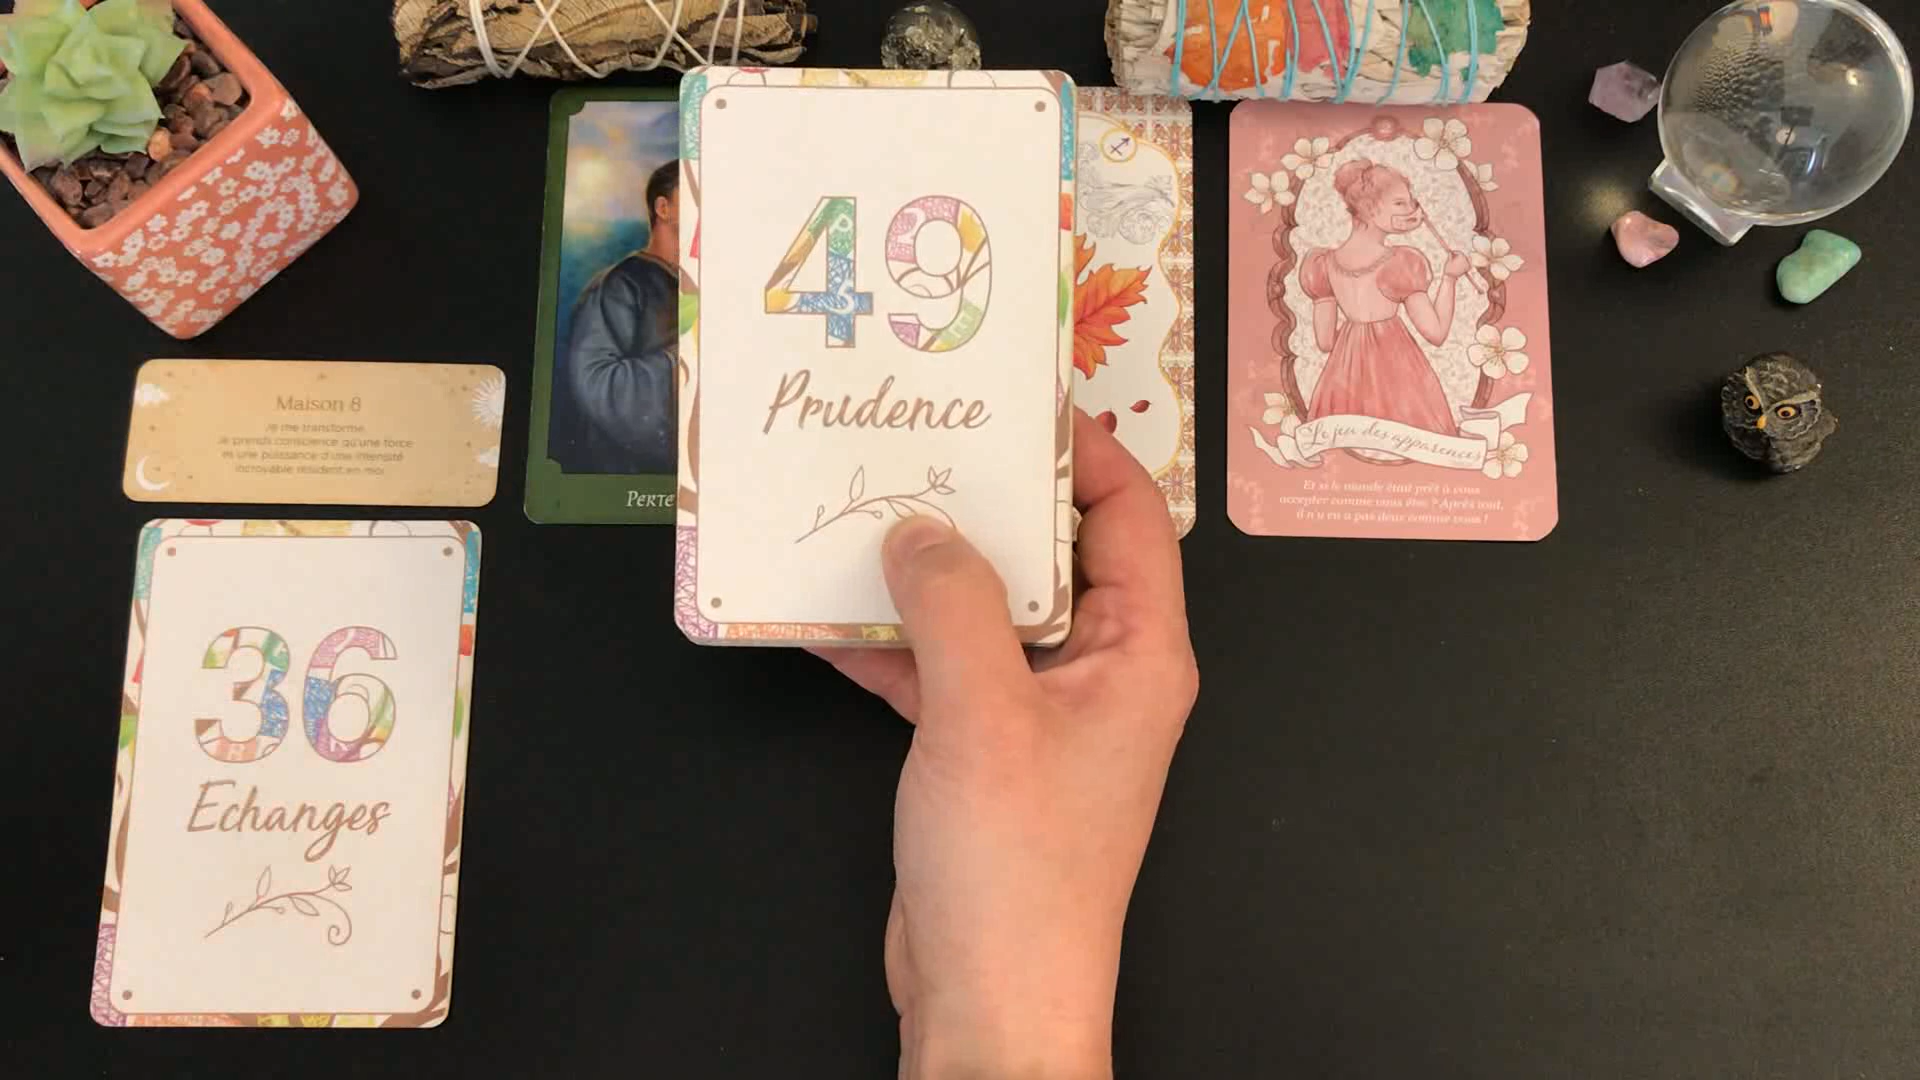 49
Prudence
Maison 8
Je me transforme
Je prends conscience qu'une force
et une puissance d'une intensité
incroyable résident en moi
PERTE
Le jeu des apparences
Et si le monde était prêt à vous
accepter comme vous êtes ? Après tout,
il n'y en a pas deux comme vous !
36
Echanges